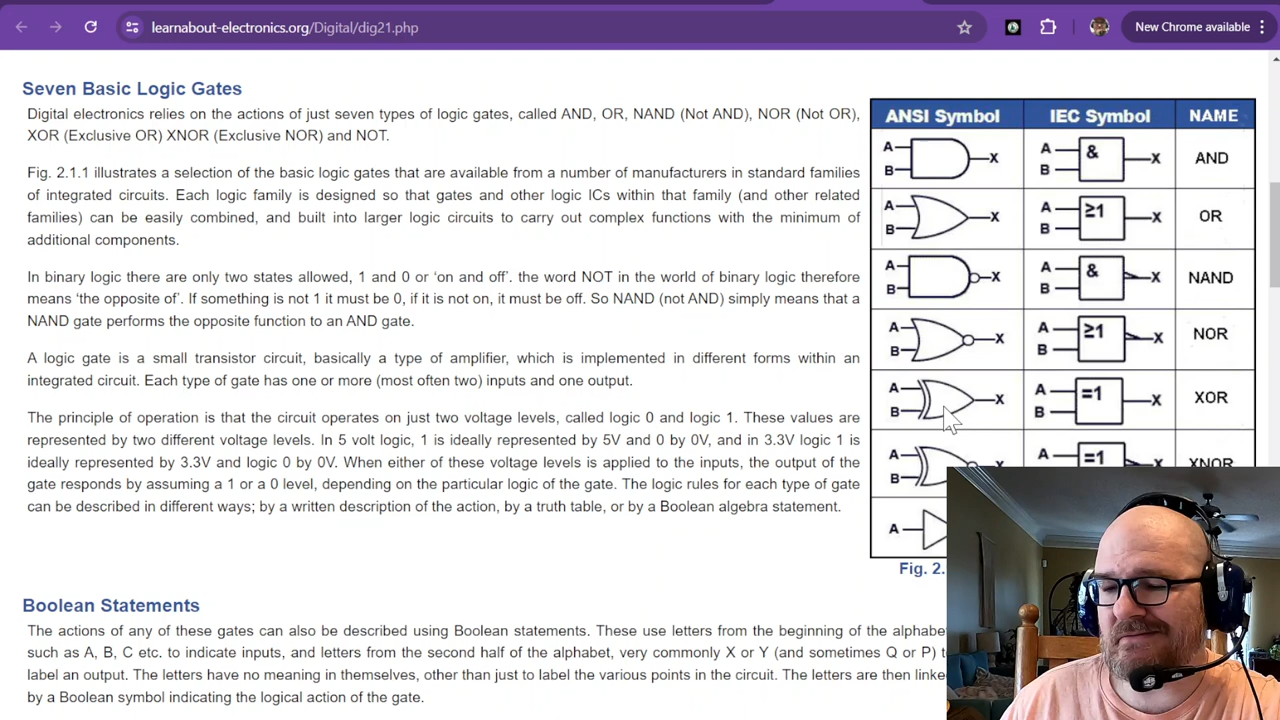 learnabout-electronics.org/Digital/dig21.php
New Chrome available
Seven Basic Logic Gates
Digital electronics relies on the actions of just seven types of logic gates, called AND, OR, NAND (Not AND), NOR (Not OR),
XOR (Exclusive OR) XNOR (Exclusive NOR) and NOT.
Fig. 2.1.1 illustrates a selection of the basic logic gates that are available from a number of manufacturers in standard families
of integrated circuits. Each logic family is designed so that gates and other logic ICs within that family (and other related
families) can be easily combined, and built into larger logic circuits to carry out complex functions with the minimum of
additional components.
In binary logic there are only two states allowed, 1 and 0 or ‘on and off’. the word NOT in the world of binary logic therefore
means ‘the opposite of’. If something is not 1 it must be 0, if it is not on, it must be off. So NAND (not AND) simply means that a
NAND gate performs the opposite function to an AND gate.
A logic gate is a small transistor circuit, basically a type of amplifier, which is implemented in different forms within an
integrated circuit. Each type of gate has one or more (most often two) inputs and one output.
The principle of operation is that the circuit operates on just two voltage levels, called logic 0 and logic 1. These values are
represented by two different voltage levels. In 5 volt logic, 1 is ideally represented by 5V and 0 by 0V, and in 3.3V logic 1 is
ideally represented by 3.3V and logic 0 by 0V. When either of these voltage levels is applied to the inputs, the output of the
gate responds by assuming a 1 or a 0 level, depending on the particular logic of the gate. The logic rules for each type of gate
can be described in different ways; by a written description of the action, by a truth table, or by a Boolean algebra statement.
ANSI Symbol IEC Symbol NAME
A B X A B & X AND
A B X A B ≥1 X OR
A B X A B & X NAND
A B X A B ≥1 X NOR
A B X A B =1 X XOR
A B X A =1 X XNOR
A
Fig. 2.
Boolean Statements
The actions of any of these gates can also be described using Boolean statements. These use letters from the beginning of the alphabe
such as A, B, C etc. to indicate inputs, and letters from the second half of the alphabet, very commonly X or Y (and sometimes Q or P) t
label an output. The letters have no meaning in themselves, other than just to label the various points in the circuit. The letters are then linke
by a Boolean symbol indicating the logical action of the gate.